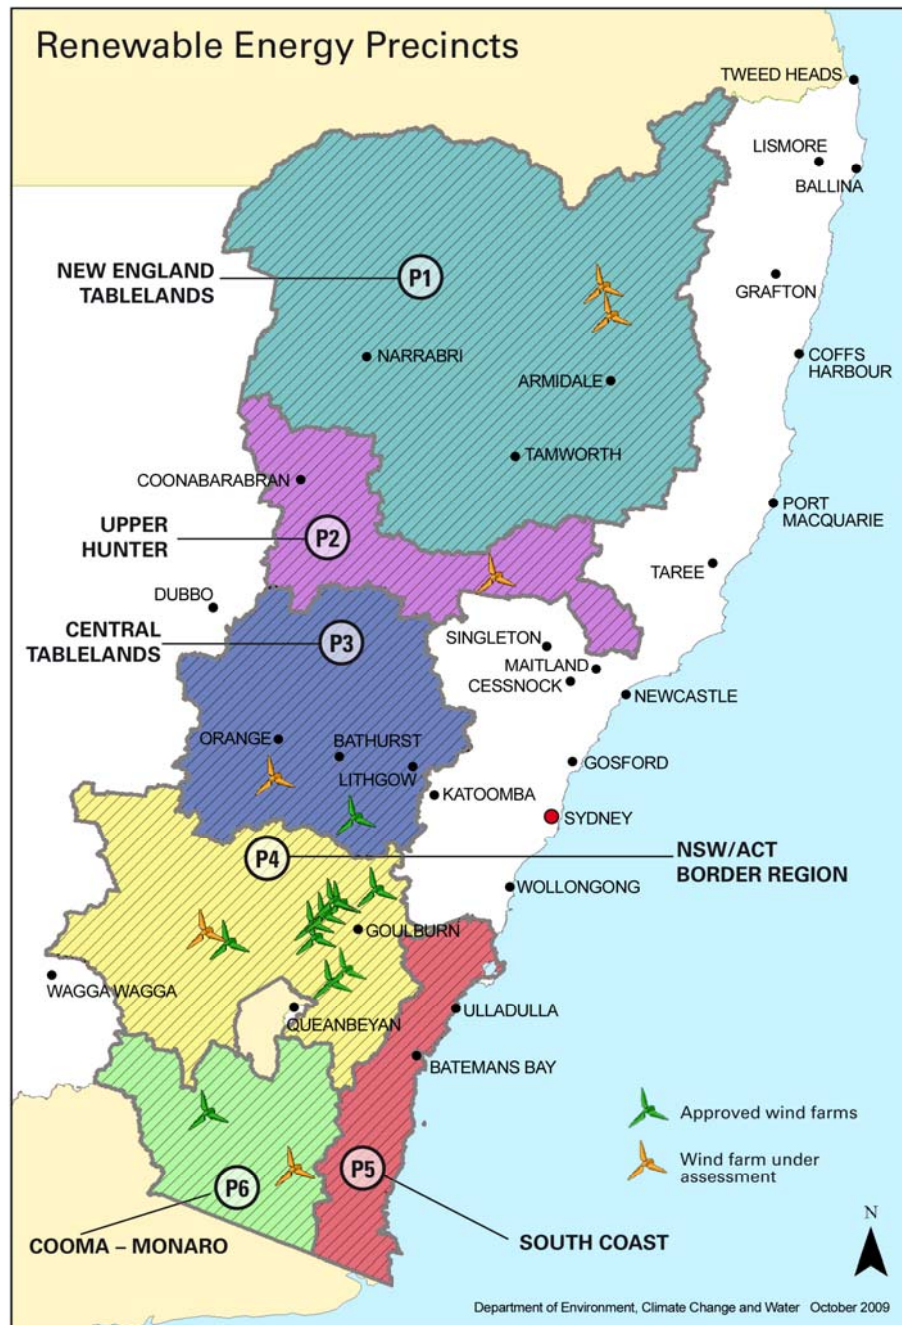 Renewable Energy Precincts
TWEED HEADS
LISMORE
BALLINA
NEW ENGLAND
TABLELANDS
P1
GRAFTON
NARRABRI
COFFS
HARBOUR
ARMIDALE
TAMWORTH
COONABARABRAN
PORT
MACQUARIE
UPPER
HUNTER
P2
TAREE
DUBBO
CENTRAL
TABLELANDS
P3
SINGLETON
MAITLAND
CESSNOCK
NEWCASTLE
ORANGE
BATHURST
LITHGOW
GOSFORD
KATOOMBA
SYDNEY
P4
NSW/ACT
BORDER REGION
WOLLONGONG
GOULBURN
WAGGA WAGGA
QUEANBEYAN
ULLADULLA
BATEMANS BAY
Approved wind farms
Wind farm under
assessment
P5
P6
COOMA – MONARO
SOUTH COAST
N
Department of Environment, Climate Change and Water October 2009